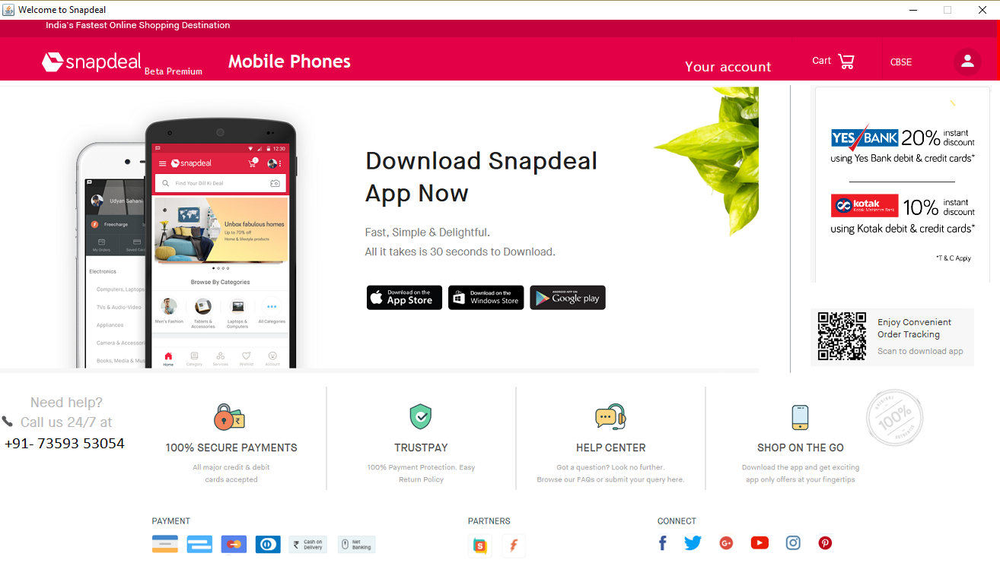 Welcome to Snapdeal
India's Fastest Online Shopping Destination
snapdeal
Beta Premium
Mobile Phones
Your account
Cart
CBSE
12:30
snapdeal
Find Your Dill Ki Deal
Udyan Sahani
Freecharge
My Orders
Saved Card
Unbox fabulous homes
Up to 70% off
Home & lifestyle products
Electronics
Computers, Laptops
TVs & Audio-Video
Appliances
Camera & Accessor
Books, Media & Mus
Browse By Categories
Men's Fashion
Tablets &
Accessories
Laptops &
Computers
All Categories
Home
Category
Services
Wishlist
Account
Download Snapdeal
App Now
Fast, Simple & Delightful.
All it takes is 30 seconds to Download.
Download on the
App Store
Download on the
Windows Store
ANDROID APP ON
Google play
YES BANK 20% instant
discount
using Yes Bank debit & credit cards*
kotak
Kotak Mahindra Bank
10% instant
discount
using Kotak debit & credit cards*
*T & C Apply
Enjoy Convenient
Order Tracking
Scan to download app
Need help?
Call us 24/7 at
+91- 73593 53054
100% SECURE PAYMENTS
All major credit & debit
cards accepted
TRUSTPAY
100% Payment Protection. Easy
Return Policy
HELP CENTER
Got a question? Look no further.
Browse our FAQs or submit your query here.
SHOP ON THE GO
Download the app and get exciting
app only offers at your fingertips
ORIGINAL
100%
AUTHENTIC
PAYMENT
Cash on
Delivery
Net
Banking
PARTNERS
CONNECT